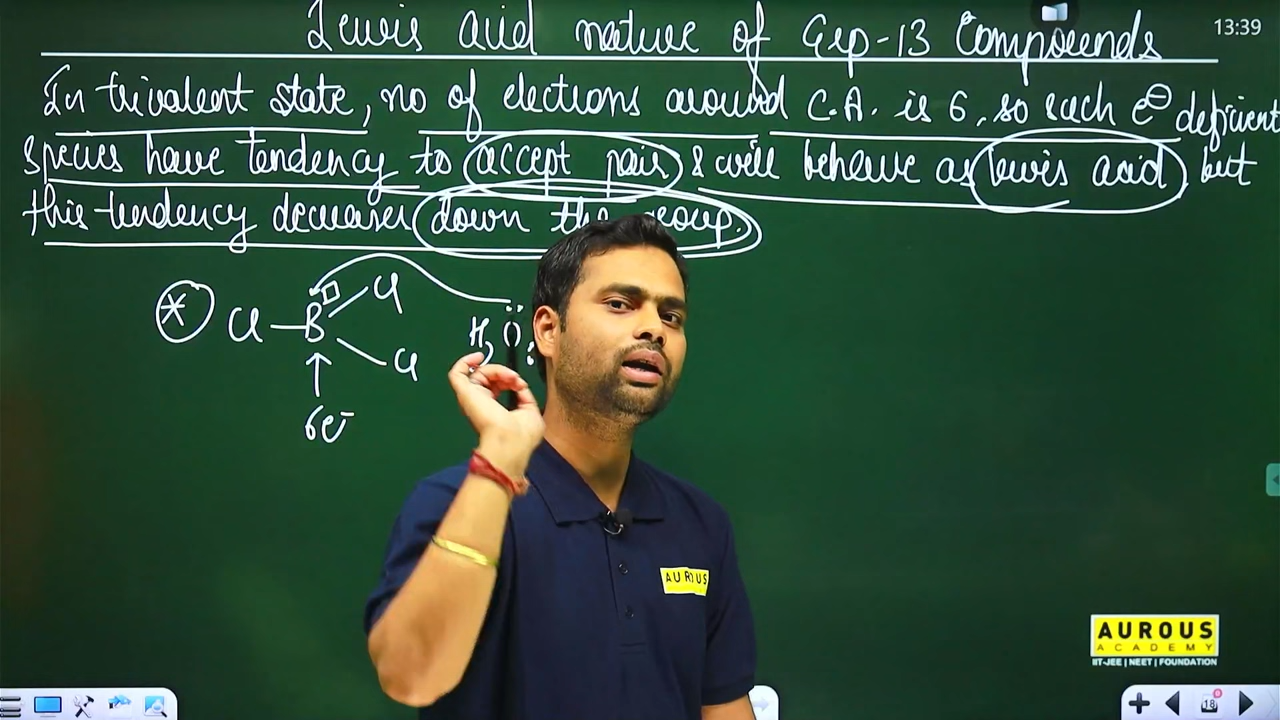 Lewis acid nature of Grp-13 Compounds
13:39
In trivalent state, no of electrons around C.A. is 6, so such e⊖ deficient
species have tendency to accept pair & will behave as lewis acid, but
this tendency decreases down the group.
Cl
Cl
B
H2O
Cl
6e-
AUROUS
AUROUS
ACADEMY
IIT-JEE | NEET | FOUNDATION
18